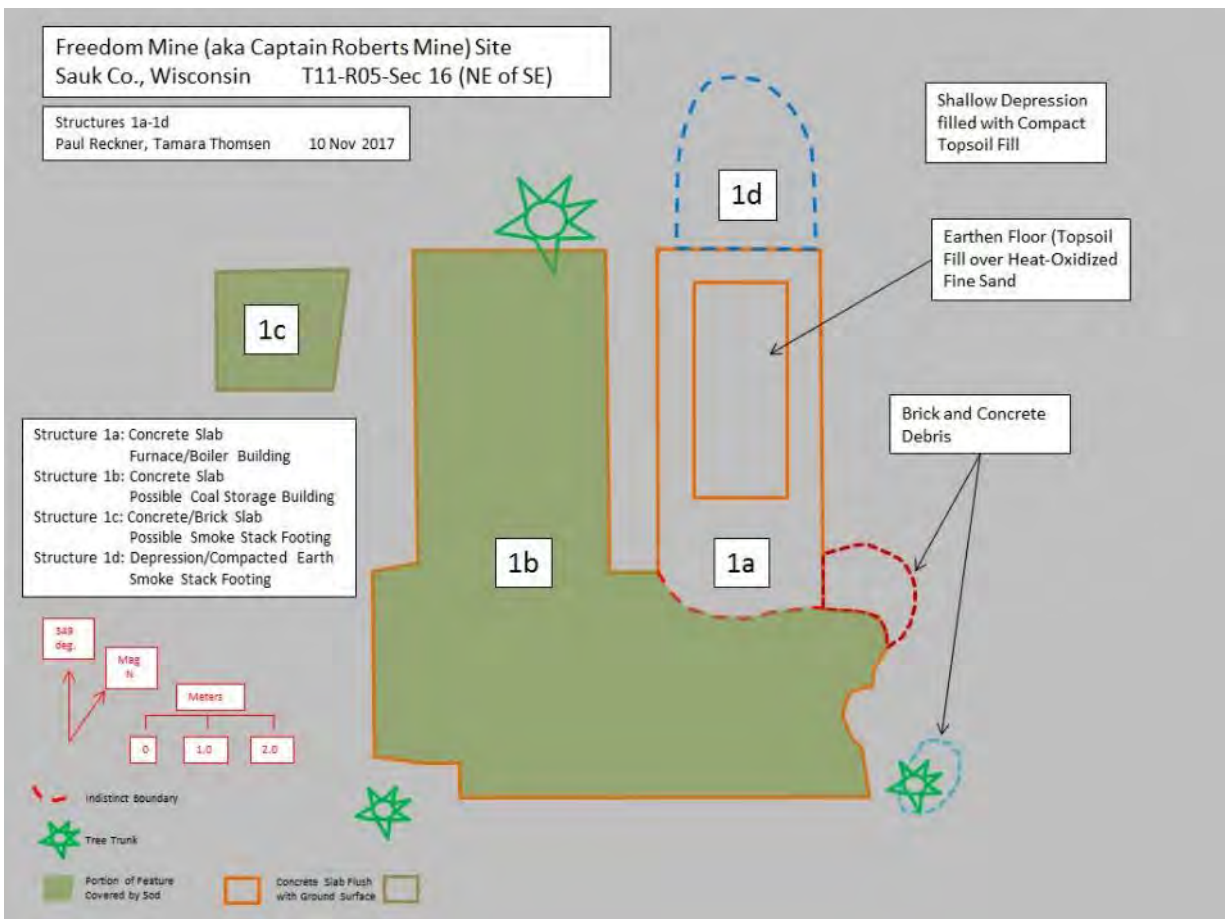 Freedom Mine (aka Captain Roberts Mine) Site
Sauk Co., Wisconsin T11-R05-Sec 16 (NE of SE)
Structures 1a-1d
Paul Reckner, Tamara Thomsen 10 Nov 2017
Shallow Depression
filled with Compact
Topsoil Fill
1d
Earthen Floor (Topsoil
Fill over Heat-Oxidized
Fine Sand
1c
Brick and Concrete
Debris
Structure 1a: Concrete Slab
Furnace/Boiler Building
Structure 1b: Concrete Slab
Possible Coal Storage Building
Structure 1c: Concrete/Brick Slab
Possible Smoke Stack Footing
Structure 1d: Depression/Compacted Earth
Smoke Stack Footing
1b
1a
349
deg.
Mag
N
Meters
0
1.0
2.0
Indistinct Boundary
Tree Trunk
Portion of Feature
Covered by Sod
Concrete Slab Flush
with Ground Surface